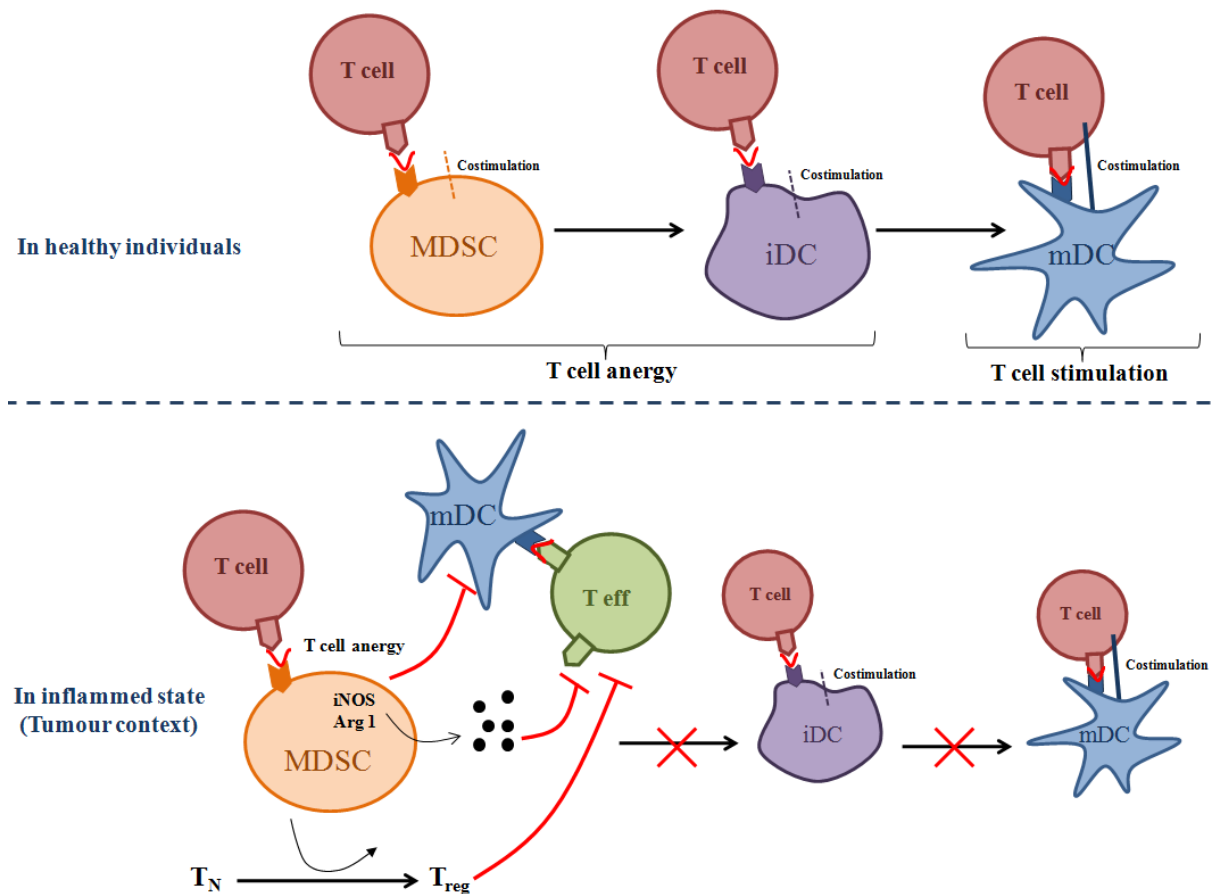 T cell
T cell
T cell
Costimulation
Costimulation
Costimulation
In healthy individuals
MDSC
iDC
mDC
T cell anergy
T cell stimulation
mDC
T cell
T eff
T cell
T cell
T cell anergy
Costimulation
Costimulation
In inflammed state
(Tumour context)
iNOS
Arg 1
MDSC
iDC
mDC
TN
Treg